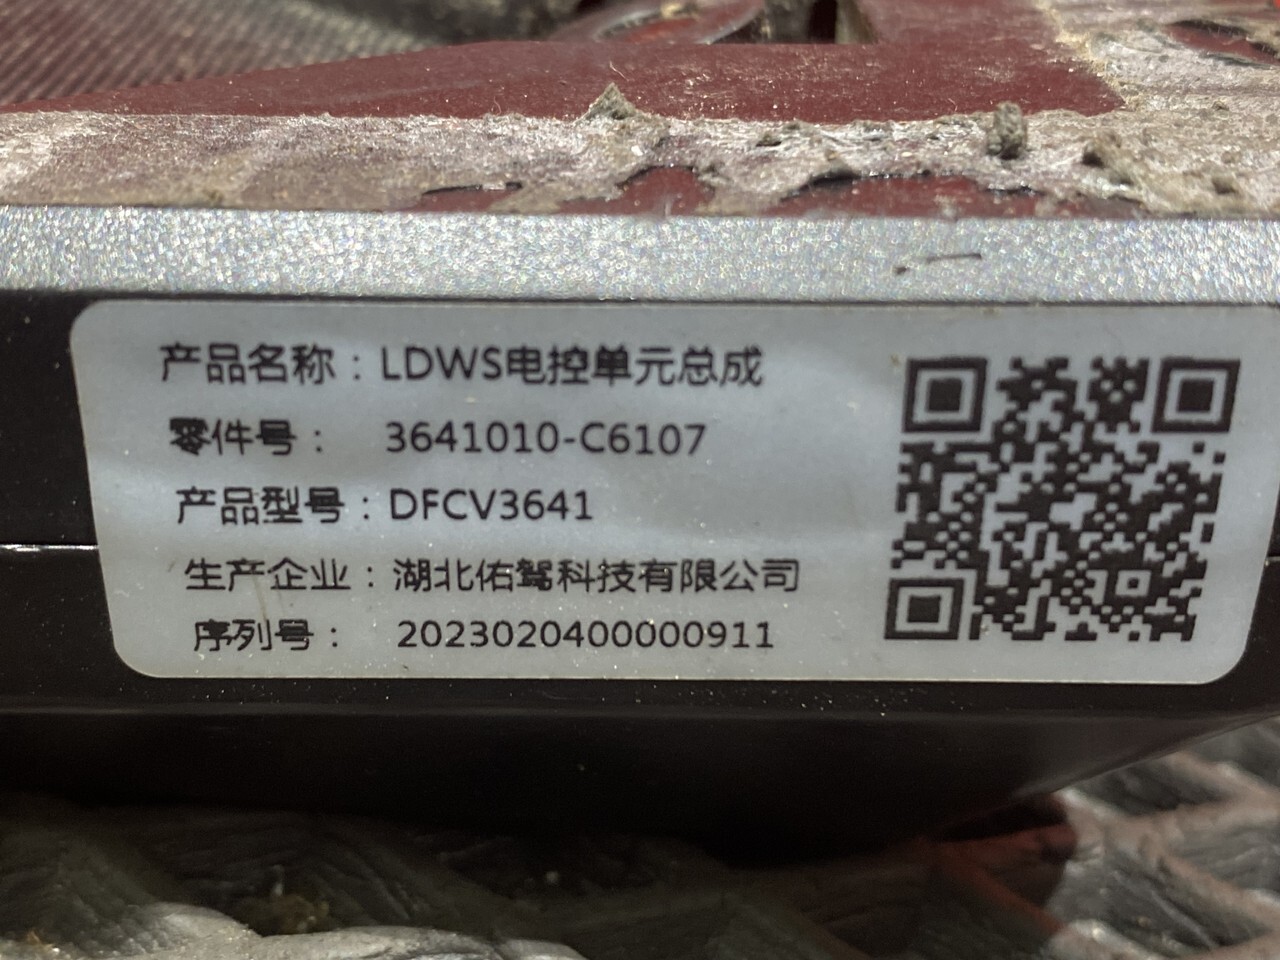 产品名称：LDWS电控单元总成
零件号： 3641010-C6107
产品型号：DFCV3641
生产企业：湖北佑驾科技有限公司
序列号： 2023020400000911